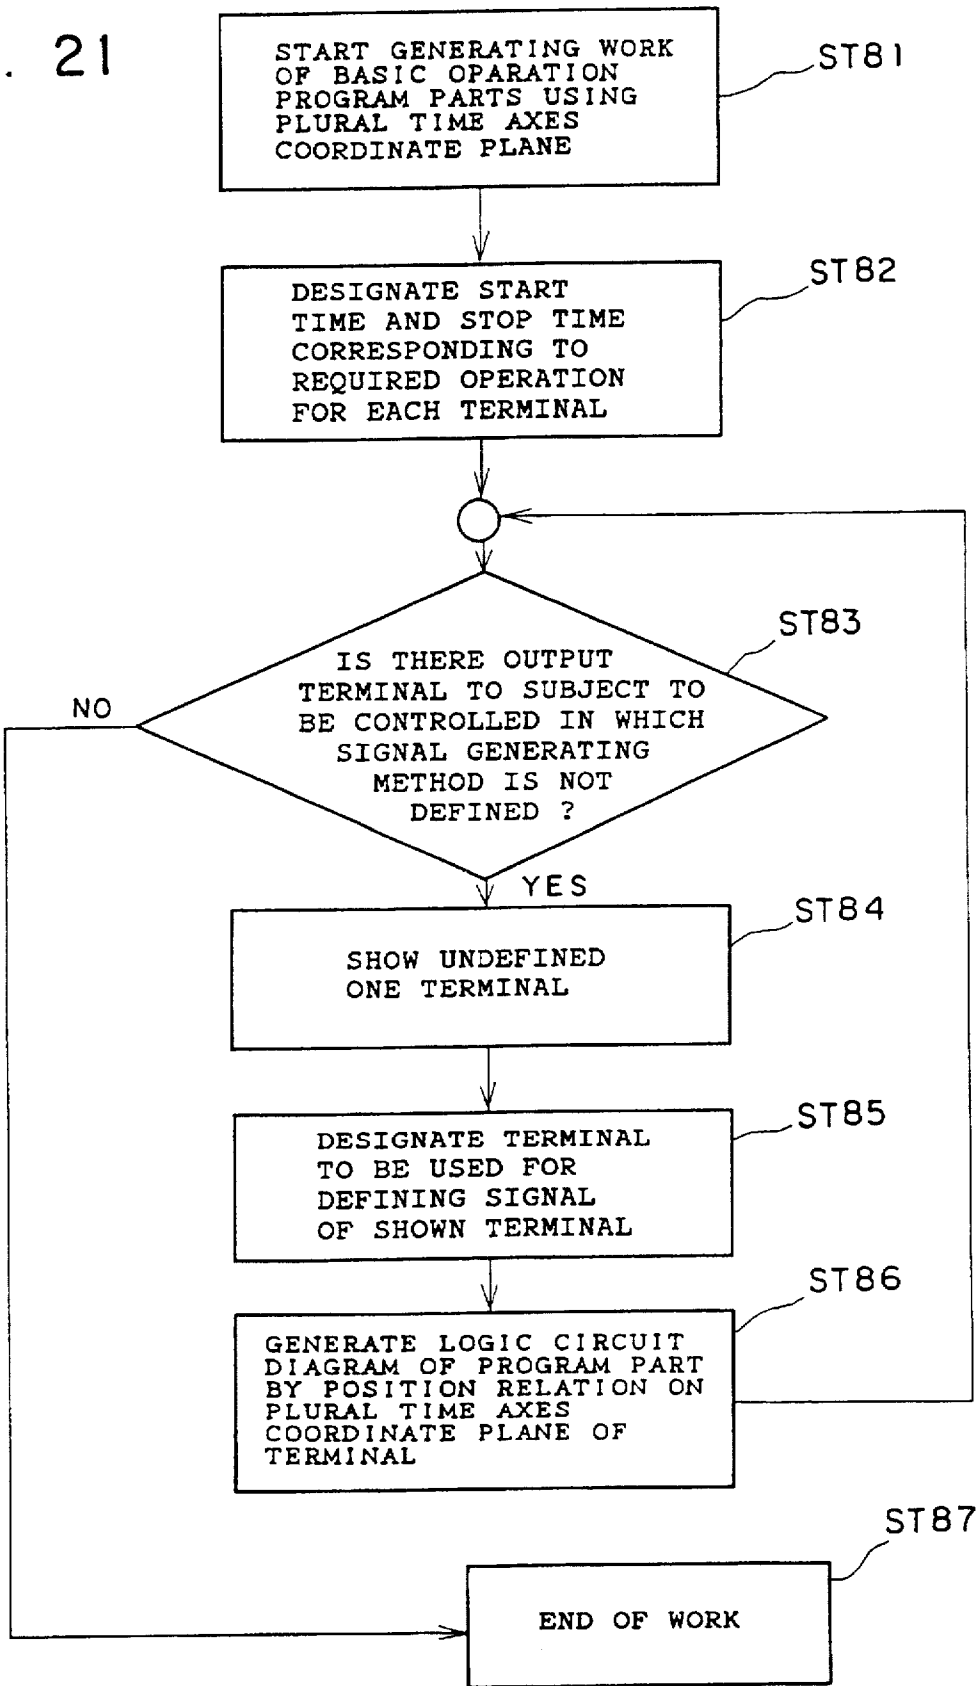 . 21
START GENERATING WORK
OF BASIC OPARATION
PROGRAM PARTS USING
PLURAL TIME AXES
COORDINATE PLANE
ST81
DESIGNATE START
TIME AND STOP TIME
CORRESPONDING TO
REQUIRED OPERATION
FOR EACH TERMINAL
ST82
IS THERE OUTPUT
TERMINAL TO SUBJECT TO
BE CONTROLLED IN WHICH
SIGNAL GENERATING
METHOD IS NOT
DEFINED ?
ST83
NO
YES
SHOW UNDEFINED
ONE TERMINAL
ST84
DESIGNATE TERMINAL
TO BE USED FOR
DEFINING SIGNAL
OF SHOWN TERMINAL
ST85
GENERATE LOGIC CIRCUIT
DIAGRAM OF PROGRAM PART
BY POSITION RELATION ON
PLURAL TIME AXES
COORDINATE PLANE OF
TERMINAL
ST86
END OF WORK
ST87